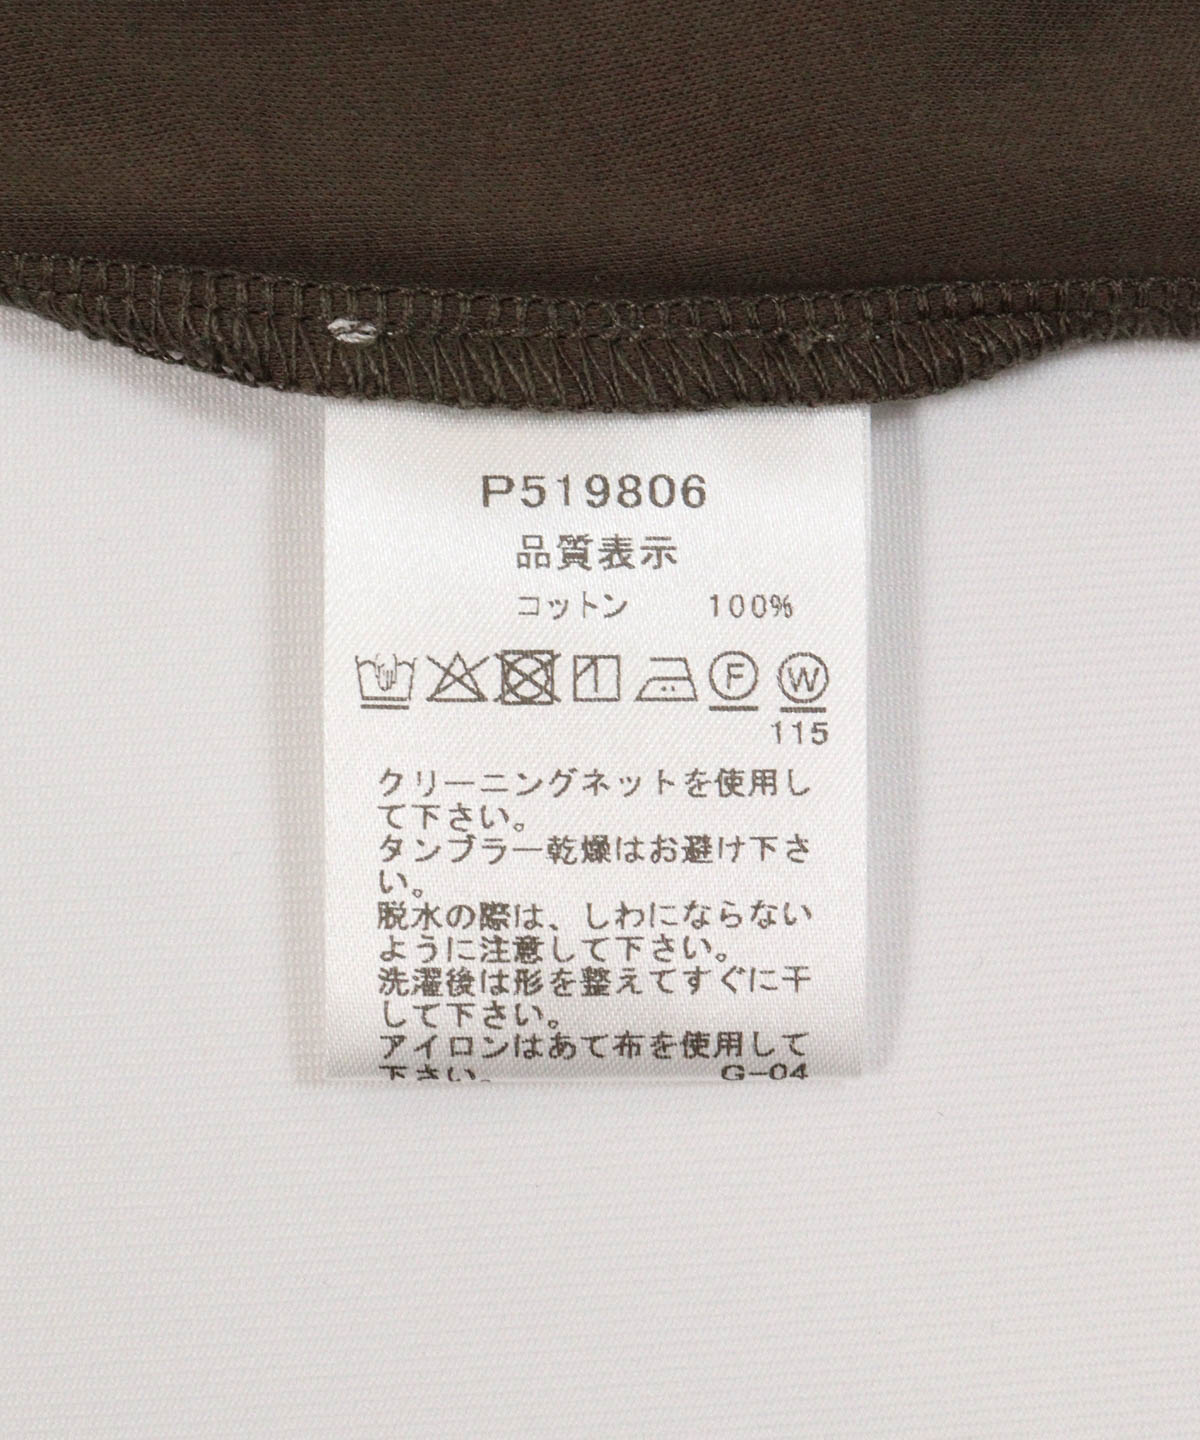 P519806
品質表示
コットン 100%
F W
115
クリーニングネットを使用し
て下さい。
タンブラー乾燥はお避け下さ
い。
脱水の際は、しわにならない
ように注意して下さい。
洗濯後は形を整えてすぐに干
して下さい。
アイロンはあて布を使用して
下さい。 G-04